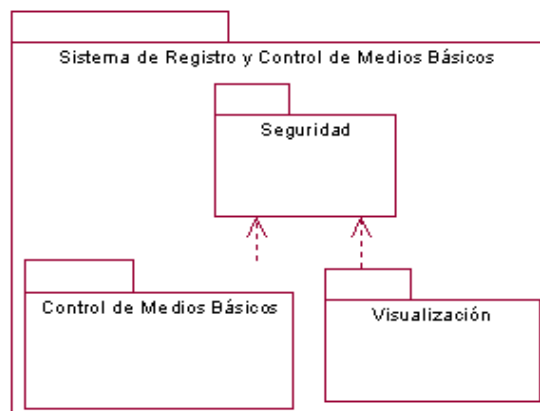 Sistema de Registro y Control de Medios Básicos
Seguridad
Control de Medios Básicos
Visualización